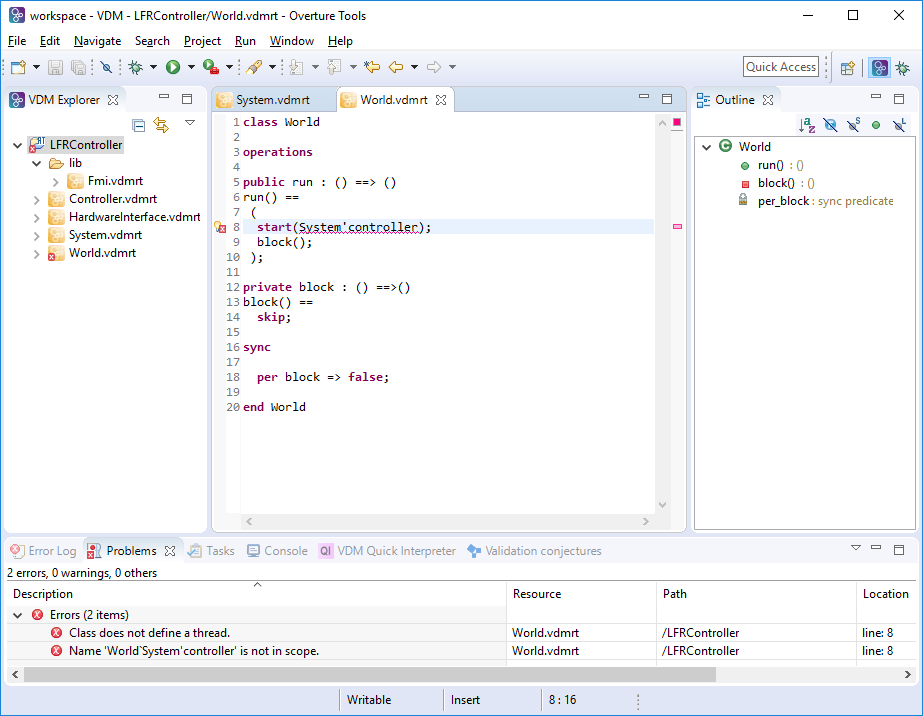 workspace - VDM - LFRController/World.vdmrt - Overture Tools
File Edit Navigate Search Project Run Window Help
Quick Access
VDM Explorer
LFRController
lib
Fmi.vdmrt
Controller.vdmrt
HardwareInterface.vdmrt
System.vdmrt
World.vdmrt
System.vdmrt World.vdmrt
1 class World
2
3 operations
4
5 public run : () ==> ()
6 run() ==
7 (
8 start(System'controller);
9 block();
10 );
11
12 private block : () ==>()
13 block() ==
14 skip;
15
16 sync
17
18 per block => false;
19
20 end World
Outline
World
run() : ()
block() : ()
per_block : sync predicate
Error Log Problems Tasks Console QI VDM Quick Interpreter Validation conjectures
2 errors, 0 warnings, 0 others
Description Resource Path Location
Errors (2 items)
Class does not define a thread. World.vdmrt /LFRController line: 8
Name 'World`System'controller' is not in scope. World.vdmrt /LFRController line: 8
Writable Insert 8 : 16